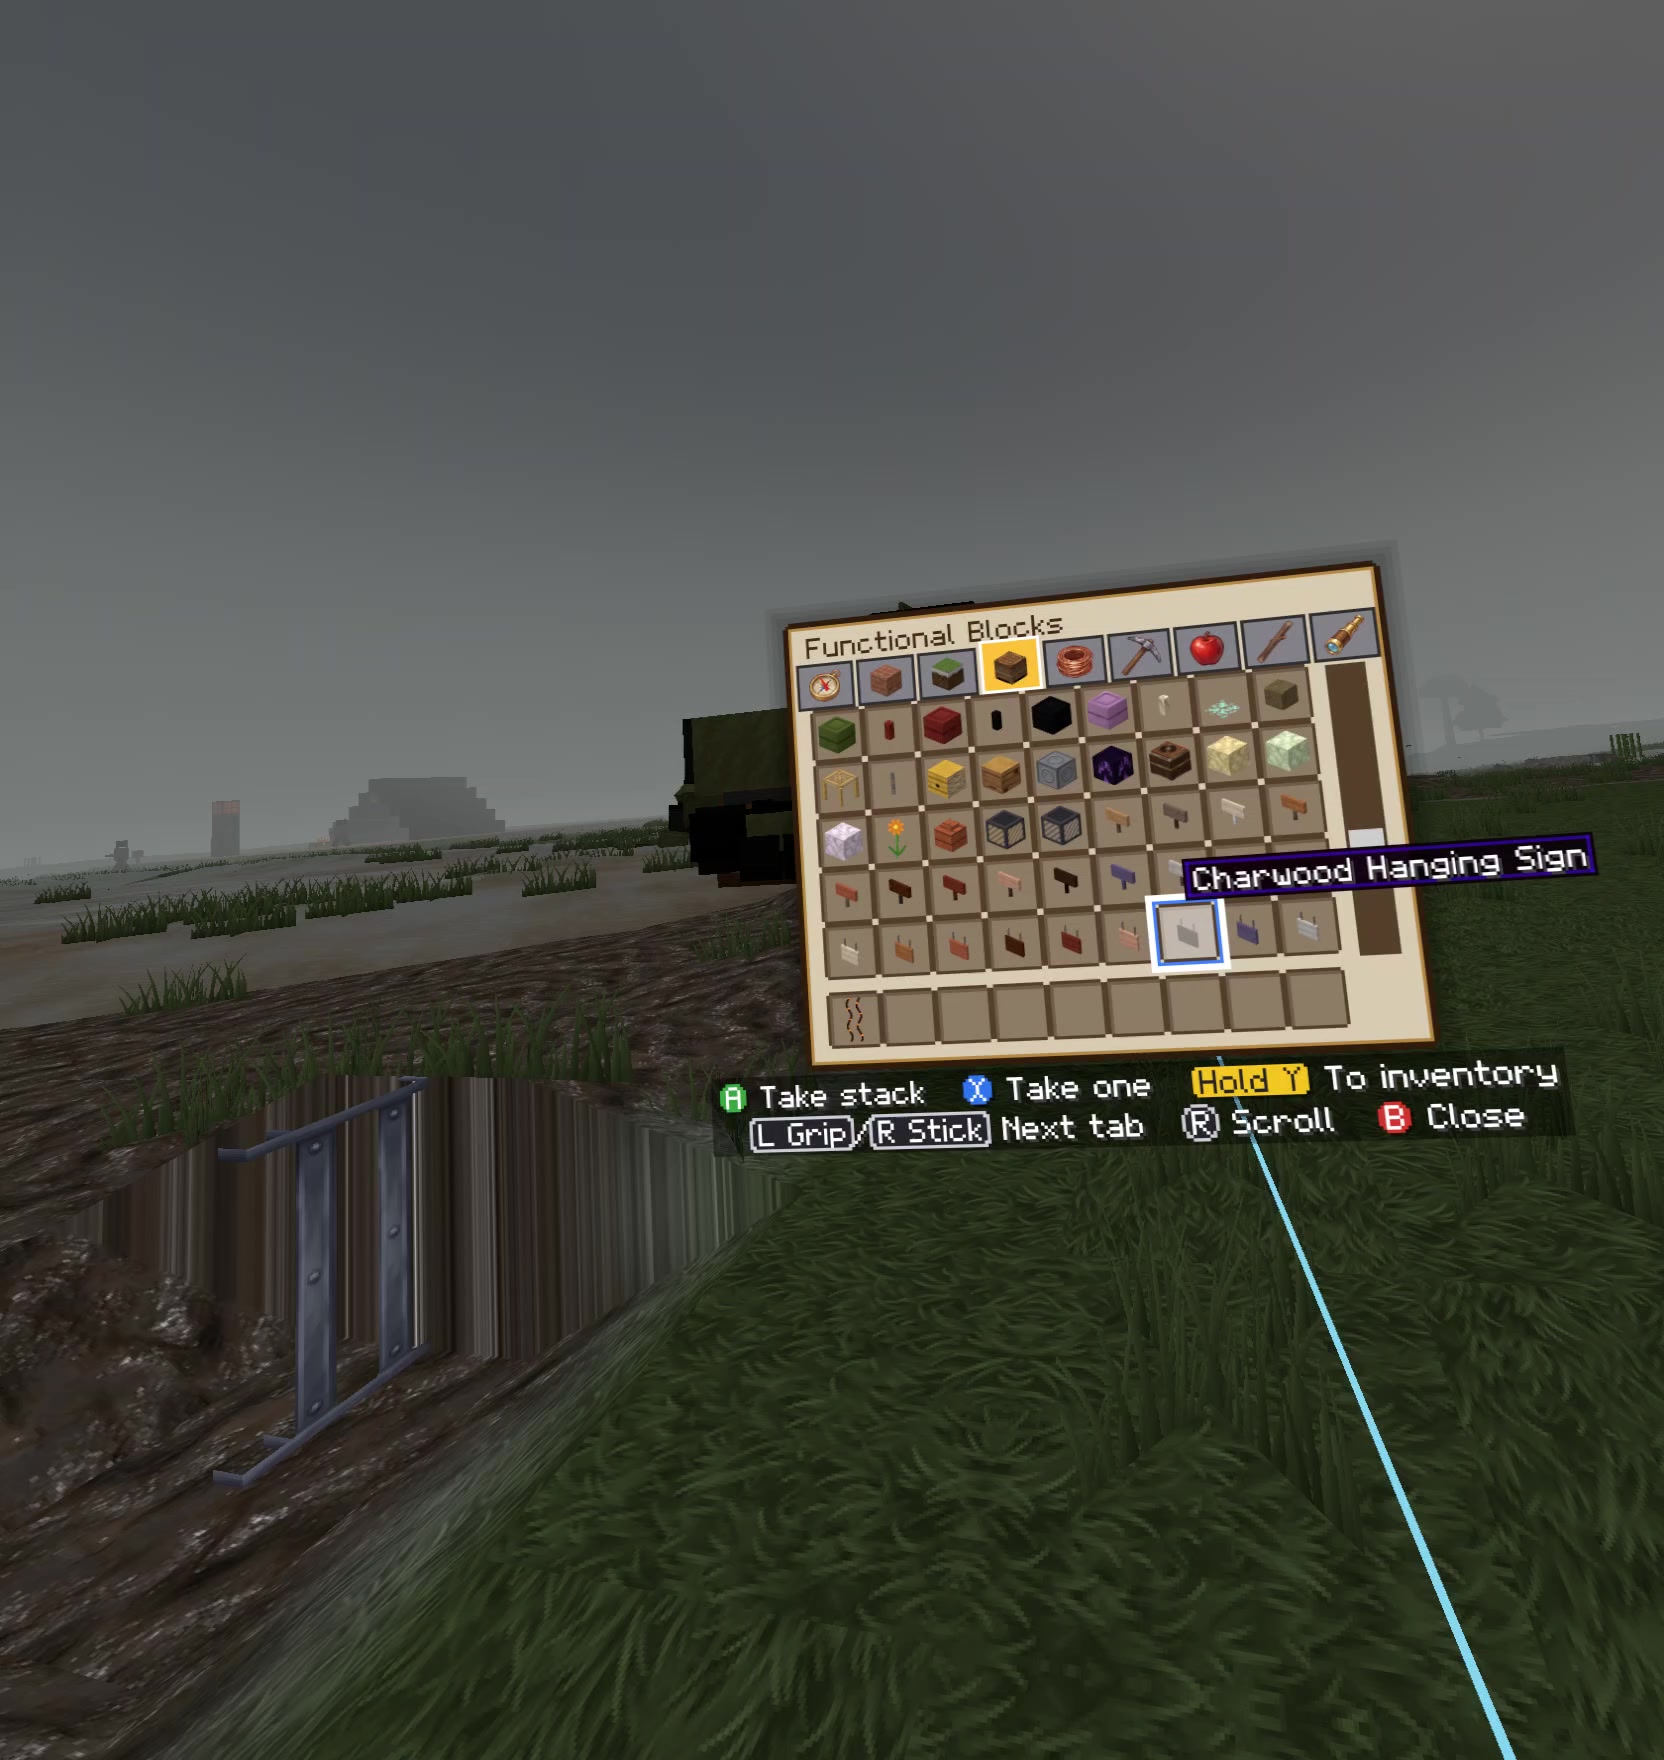 Functional Blocks
Charwood Hanging Sign
A Take stack X Take one Hold Y To inventory
L Grip/R Stick Next tab R Scroll B Close